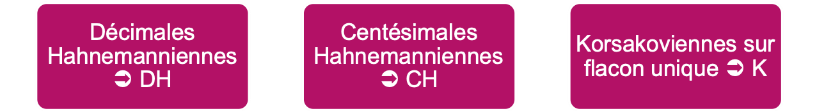 Décimales
Hahnemanniennes
➲ DH
Centésimales
Hahnemanniennes
➲ CH
Korsakoviennes sur
flacon unique ➲ K